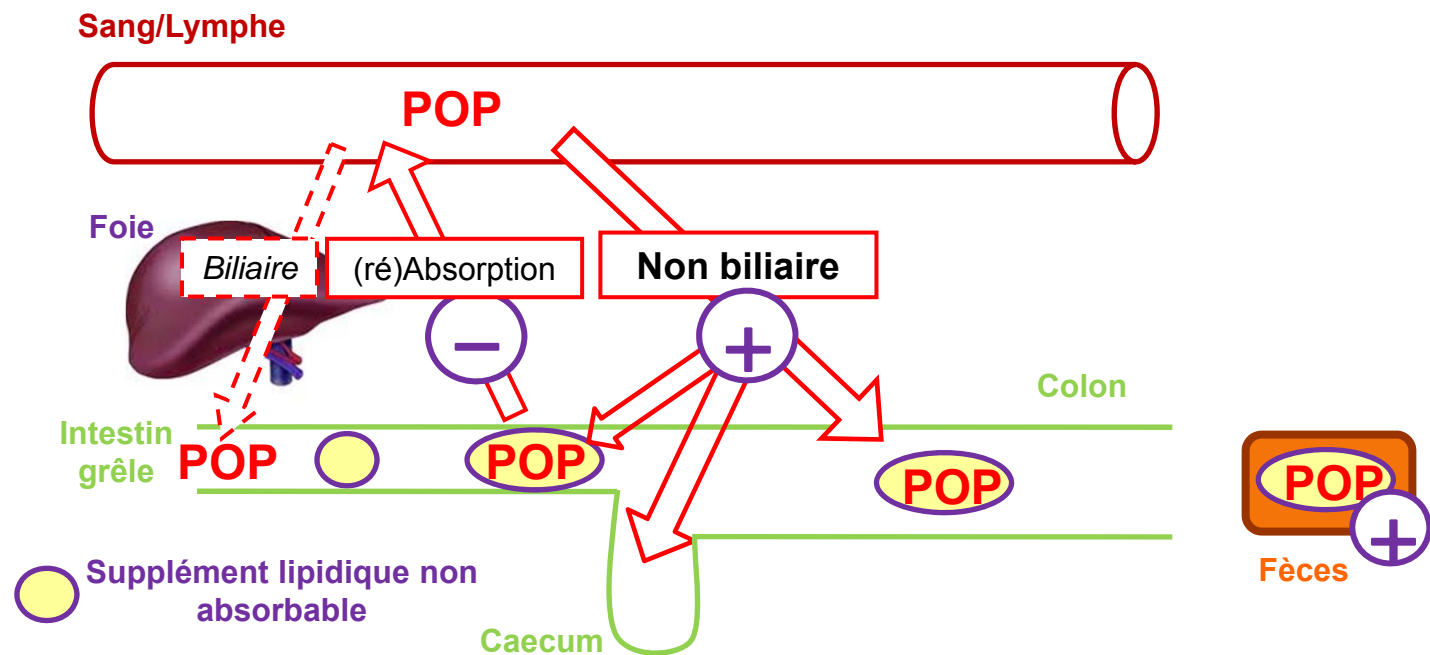 Sang/Lymphe
POP
Foie
Biliaire
(ré)Absorption
Non biliaire
−
+
Colon
Intestin
grêle
POP
POP
POP
POP
+
Fèces
Supplément lipidique non
absorbable
Caecum